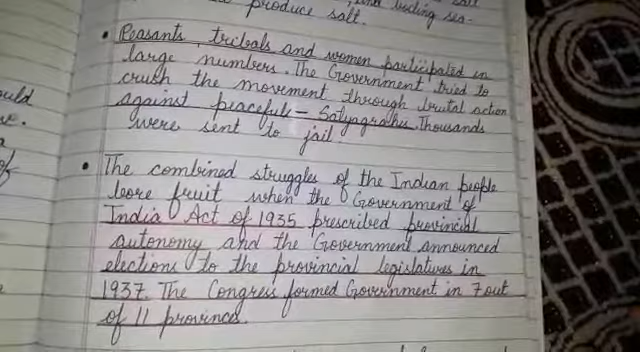 produce salt.
and boiling sea-
• Peasants, tribals and women participated in
large numbers. The Government tried to
crush the movement through brutal action
against peaceful - Satyagrahis. Thousands
were sent to jail.
• The combined struggles of the Indian people
bore fruit when the Government of
India Act of 1935 prescribed provincial
autonomy and the Government announced
elections to the provincial legislatures in
1937. The Congress formed Government in 7 out
of 11 provinces.